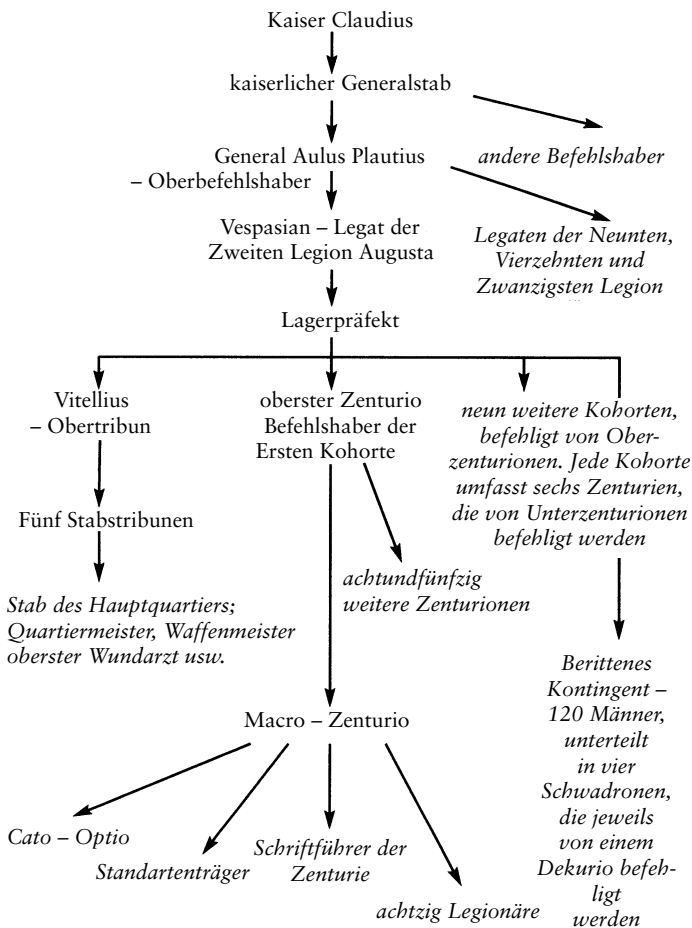 Kaiser Claudius
kaiserlicher Generalstab
General Aulus Plautius
– Oberbefehlshaber
andere Befehlshaber
Vespasian – Legat der
Zweiten Legion Augusta
Legaten der Neunten,
Vierzehnten und
Zwanzigsten Legion
Lagerpräfekt
Vitellius
– Obertribun
oberster Zenturio
Befehlshaber der
Ersten Kohorte
neun weitere Kohorten,
befehligt von Ober-
zenturionen. Jede Kohorte
umfasst sechs Zenturien,
die von Unterzenturionen
befehligt werden
Fünf Stabstribunen
achtundfünfzig
weitere Zenturionen
Stab des Hauptquartiers;
Quartiermeister, Waffenmeister
oberster Wundarzt usw.
Berittenes
Kontingent –
120 Männer,
unterteilt
in vier
Schwadronen,
die jeweils
von einem
Dekurio befeh-
ligt
werden
Macro – Zenturio
Cato – Optio
Standartenträger
Schriftführer der
Zenturie
achtzig Legionäre